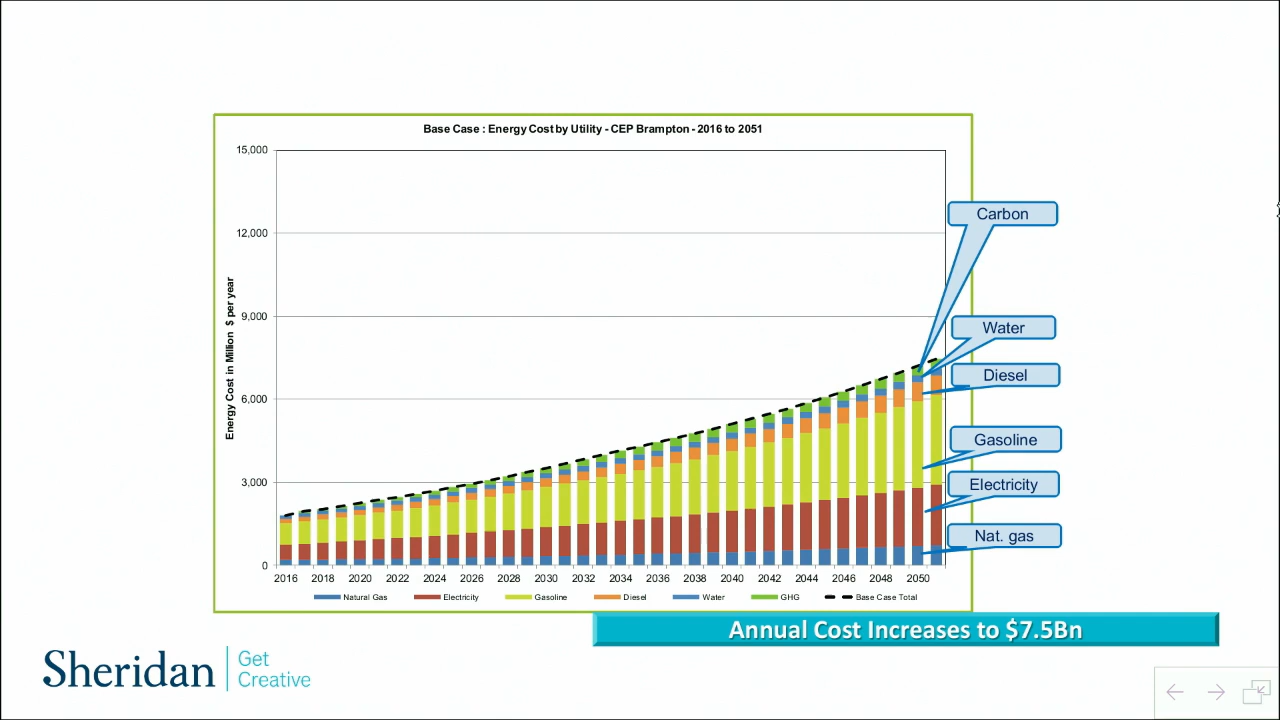 Base Case : Energy Cost by Utility - CEP Brampton - 2016 to 2051
Energy Cost in Million $ per year
15,000
12,000
9,000
6,000
3,000
0
2016 2018 2020 2022 2024 2026 2028 2030 2032 2034 2036 2038 2040 2042 2044 2046 2048 2050
Natural Gas Electricity Gasoline Diesel Water GHG Base Case Total
Carbon
Water
Diesel
Gasoline
Electricity
Nat. gas
Annual Cost Increases to $7.5Bn
Sheridan
Get
Creative